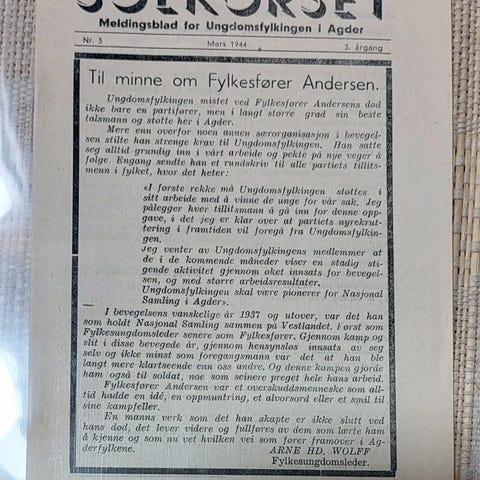 SOLKORSET
Meldingsblad for Ungdomsfylkingen i Agder
Nr. 3 Mars 1944 3. årgang
Til minne om Fylkesfører Andersen.
Ungdomsfylkingen mistet ved Fylkesfører Andersens død
ikke bare en partifører, men i langt større grad sin beste
talsmann og støtte her i Agder.
Mere enn overfor noen annen særorganisasjon i bevegel-
sen stilte han strenge krav til Ungdomsfylkingen. Han satte
seg alltid grundig inn i vårt arbeide og pekte på nye veger å
følge. Engang sendte han et rundskriv til alle partiets tillits-
menn i fylket, hvor det heter:
«I første rekke må Ungdomsfylkingen støttes i
sitt arbeide med å vinne de unge for vår sak. Jeg
pålegger hver tillitsmann å gå inn for denne opp-
gave, i det jeg er klar over at partiets nyrekrut-
tering i framtiden vil foregå fra Ungdomsfylkin-
gen.
Jeg venter av Ungdomsfylkingens medlemmer at
de i de kommende måneder viser en stadig sti-
gende aktivitet gjennom øket innsats for bevegel-
sen, og med større arbeidsresultater.
Ungdomsfylkingen skal være pionerer for Nasjonal
Samling i Agder».
I bevegelsens vanskelige år 1937 og utover, var det han
som holdt Nasjonal Samling sammen på Vestlandet. Først som
Fylkesungdomsleder senere som Fylkesfører. Gjennom kamp og
slit i disse bevegede år, gjennom hensynsløs innsats av seg
selv og ikke minst som foregangsmann var det at han ble
langt mere klartseende enn oss andre. Og denne kampen gjorde
ham også til soldat, noe som seinere preget hele hans arbeid.
Fylkesfører Andersen var et overskuddsmenneske som all-
tid hadde en idé, en oppmuntring, et alvorsord eller et smil til
sine kampfeller.
En manns verk som det han skapte er ikke slutt ved
hans død, det lever videre og fullføres av dem som lærte ham
å kjenne og som nu vet hvilken vei som fører framover i Ag-
derfylkene.
ARNE HD. WOLFF
Fylkesungdomsleder.